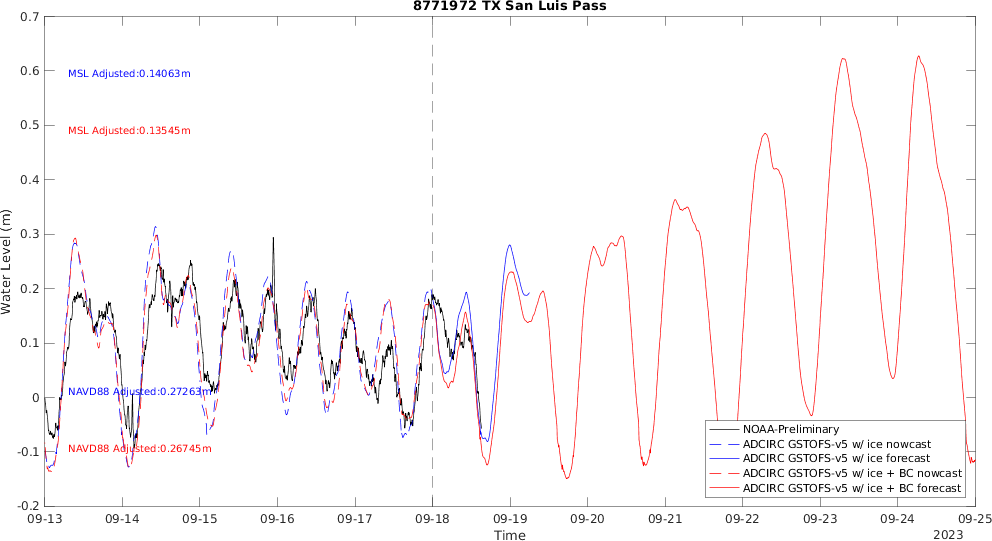 8771972 TX San Luis Pass
0.7
0.6
0.5
0.4
0.3
0.2
0.1
0
-0.1
-0.2
Water Level (m)
MSL Adjusted:0.14063m
MSL Adjusted:0.13545m
NAVD88 Adjusted:0.27263m
NAVD88 Adjusted:0.26745m
NOAA-Preliminary
ADCIRC GSTOFS-v5 w/ ice nowcast
ADCIRC GSTOFS-v5 w/ ice forecast
ADCIRC GSTOFS-v5 w/ ice + BC nowcast
ADCIRC GSTOFS-v5 w/ ice + BC forecast
09-13 09-14 09-15 09-16 09-17 09-18 09-19 09-20 09-21 09-22 09-23 09-24 09-25
Time
2023